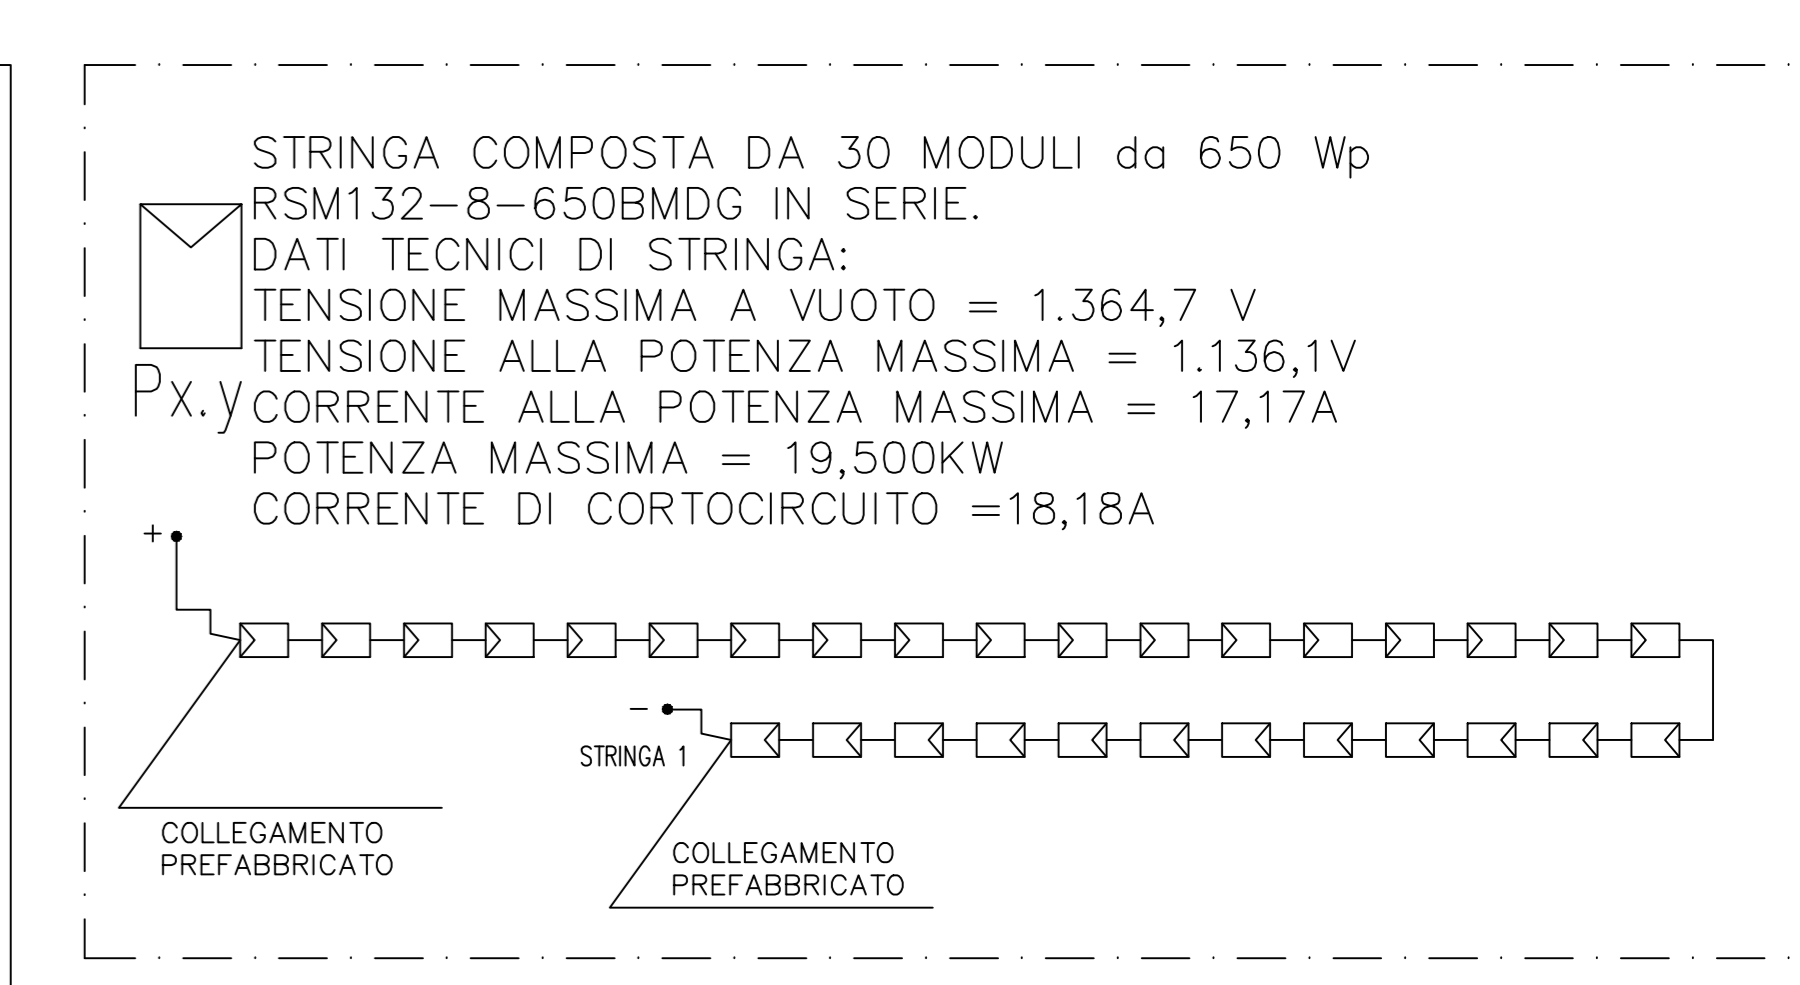 STRINGA COMPOSTA DA 30 MODULI da 650 Wp
RSM132-8-650BMDG IN SERIE.
DATI TECNICI DI STRINGA:
TENSIONE MASSIMA A VUOTO = 1.364,7 V
TENSIONE ALLA POTENZA MASSIMA = 1.136,1V
CORRENTE ALLA POTENZA MASSIMA = 17,17A
POTENZA MASSIMA = 19,500KW
CORRENTE DI CORTOCIRCUITO =18,18A
Px.y
+
-
STRINGA 1
COLLEGAMENTO
PREFABBRICATO
COLLEGAMENTO
PREFABBRICATO